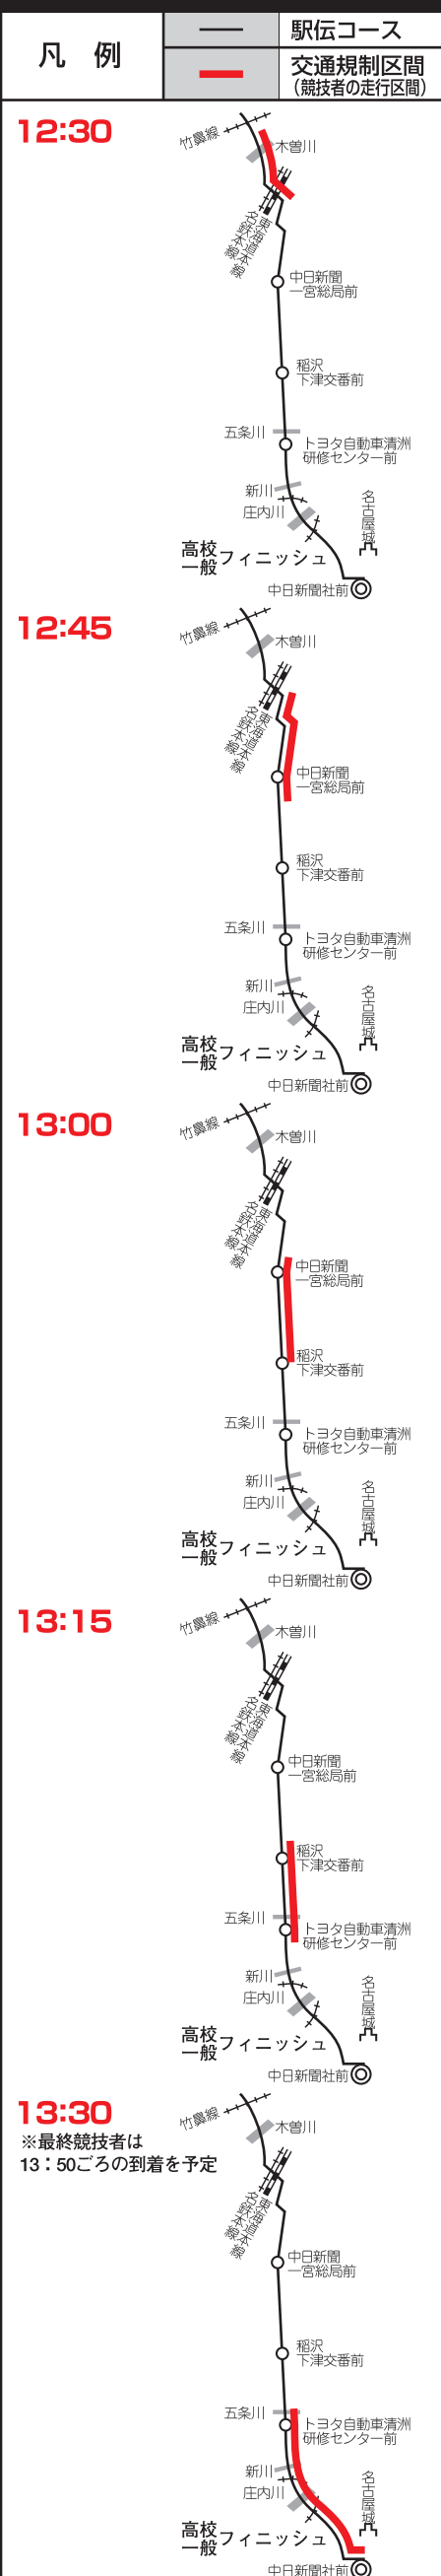 凡 例
駅伝コース
交通規制区間
（競技者の走行区間）
12:30
竹鼻線
木曽川
東海道本線
名鉄本線
中日新聞
一宮総局前
稲沢
下津交番前
五条川
トヨタ自動車清洲
研修センター前
新川
庄内川
名古屋城
高校
一般
フィニッシュ
中日新聞社前
12:45
竹鼻線
木曽川
東海道本線
名鉄本線
中日新聞
一宮総局前
稲沢
下津交番前
五条川
トヨタ自動車清洲
研修センター前
新川
庄内川
名古屋城
高校
一般
フィニッシュ
中日新聞社前
13:00
竹鼻線
木曽川
東海道本線
名鉄本線
中日新聞
一宮総局前
稲沢
下津交番前
五条川
トヨタ自動車清洲
研修センター前
新川
庄内川
名古屋城
高校
一般
フィニッシュ
中日新聞社前
13:15
竹鼻線
木曽川
東海道本線
名鉄本線
中日新聞
一宮総局前
稲沢
下津交番前
五条川
トヨタ自動車清洲
研修センター前
新川
庄内川
名古屋城
高校
一般
フィニッシュ
中日新聞社前
13:30
※最終競技者は
13：50ごろの到着を予定
竹鼻線
木曽川
東海道本線
名鉄本線
中日新聞
一宮総局前
稲沢
下津交番前
五条川
トヨタ自動車清洲
研修センター前
新川
庄内川
名古屋城
高校
一般
フィニッシュ
中日新聞社前